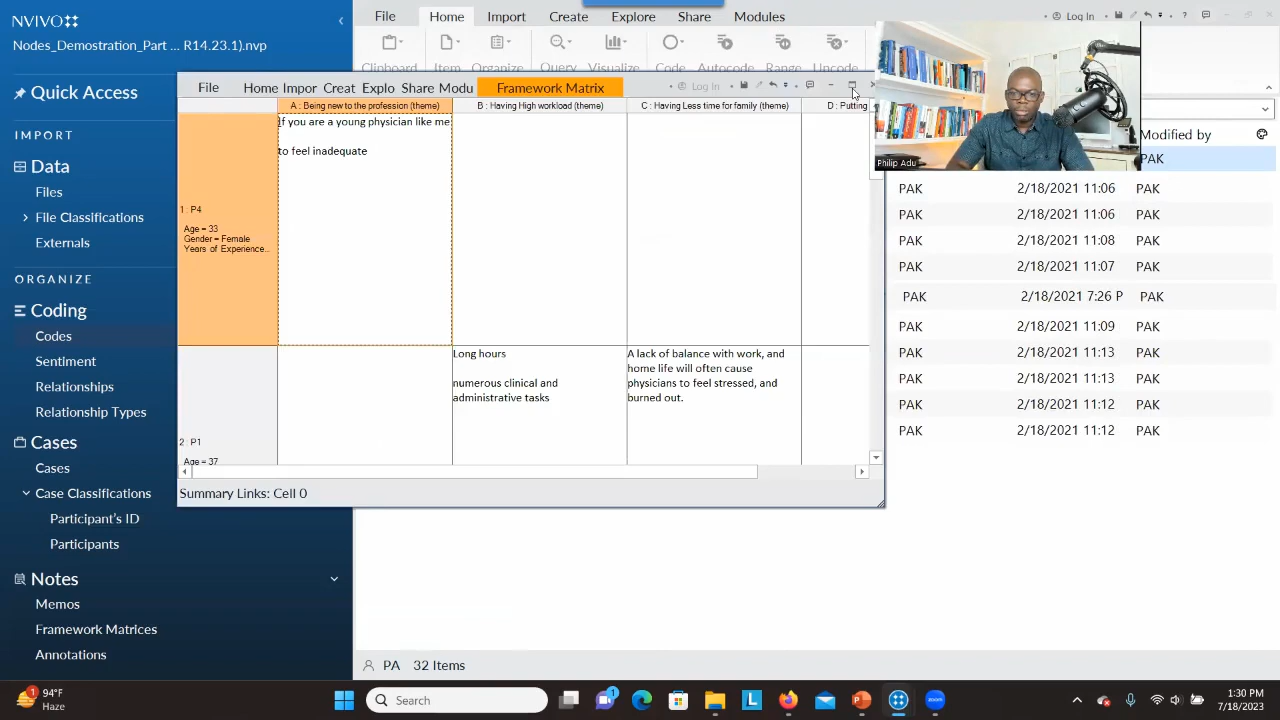 NVIVO
Nodes_Demostration_Part ... R14.23.1).nvp
Quick Access
IMPORT
Data
Files
File Classifications
Externals
ORGANIZE
Coding
Codes
Sentiment
Relationships
Relationship Types
Cases
Cases
Case Classifications
Participant's ID
Participants
Notes
Memos
Framework Matrices
Annotations
File Home Import Create Explore Share Modules
Log In
Clipboard Item Organize Query Visualize Code Autocode Range Uncode
File Home Impor Creat Explo Share Modu Framework Matrix
Log In
A : Being new to the profession (theme) B : Having High workload (theme) C : Having Less time for family (theme) D : Putting
If you are a young physician like me
to feel inadequate
1 : P4
Age = 33
Gender = Female
Years of Experience...
Long hours
numerous clinical and
administrative tasks
A lack of balance with work, and
home life will often cause
physicians to feel stressed, and
burned out.
2 : P1
Age = 37
Summary Links: Cell 0
Philip Adu
Modified by
PAK
PAK 2/18/2021 11:06 PAK
PAK 2/18/2021 11:06 PAK
PAK 2/18/2021 11:08 PAK
PAK 2/18/2021 11:07 PAK
PAK 2/18/2021 7:26 P PAK
PAK 2/18/2021 11:09 PAK
PAK 2/18/2021 11:13 PAK
PAK 2/18/2021 11:13 PAK
PAK 2/18/2021 11:12 PAK
PAK 2/18/2021 11:12 PAK
PA 32 Items
1
94°F
Haze
Search
1
L
zoom
1:30 PM
7/18/2023